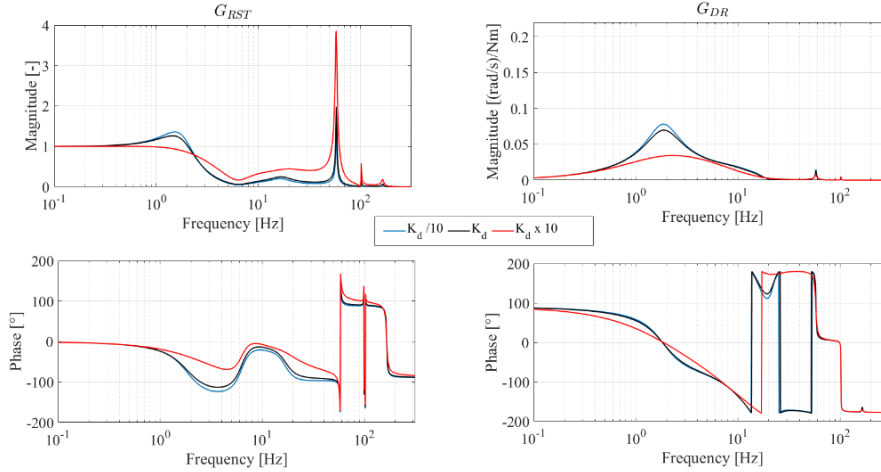 G_RST
Magnitude [-]
4
3
2
1
0
10^-1
10^0
10^1
10^2
Frequency [Hz]
G_DR
Magnitude [(rad/s)/Nm]
0.2
0.15
0.1
0.05
0
10^-1
10^0
10^1
10^2
Frequency [Hz]
K_d /10
K_d
K_d x 10
Phase [°]
200
100
0
-100
-200
10^-1
10^0
10^1
10^2
Frequency [Hz]
Phase [°]
200
100
0
-100
-200
10^-1
10^0
10^1
10^2
Frequency [Hz]